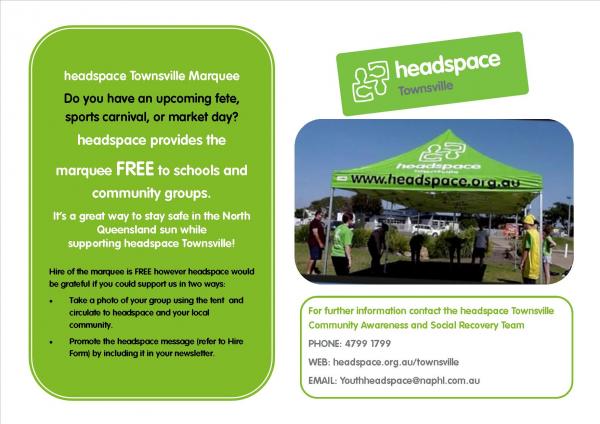 headspace Townsville Marquee
Do you have an upcoming fete,
sports carnival, or market day?
headspace provides the
marquee FREE to schools and
community groups.
It's a great way to stay safe in the North
Queensland sun while
supporting headspace Townsville!
Hire of the marquee is FREE however headspace would
be grateful if you could support us in two ways:
• Take a photo of your group using the tent and
circulate to headspace and your local
community.
• Promote the headspace message (refer to Hire
Form) by including it in your newsletter.
headspace
Townsville
headspace
www.headspace.org.au
For further information contact the headspace Townsville
Community Awareness and Social Recovery Team
PHONE: 4799 1799
WEB: headspace.org.au/townsville
EMAIL: Youthheadspace@naphl.com.au